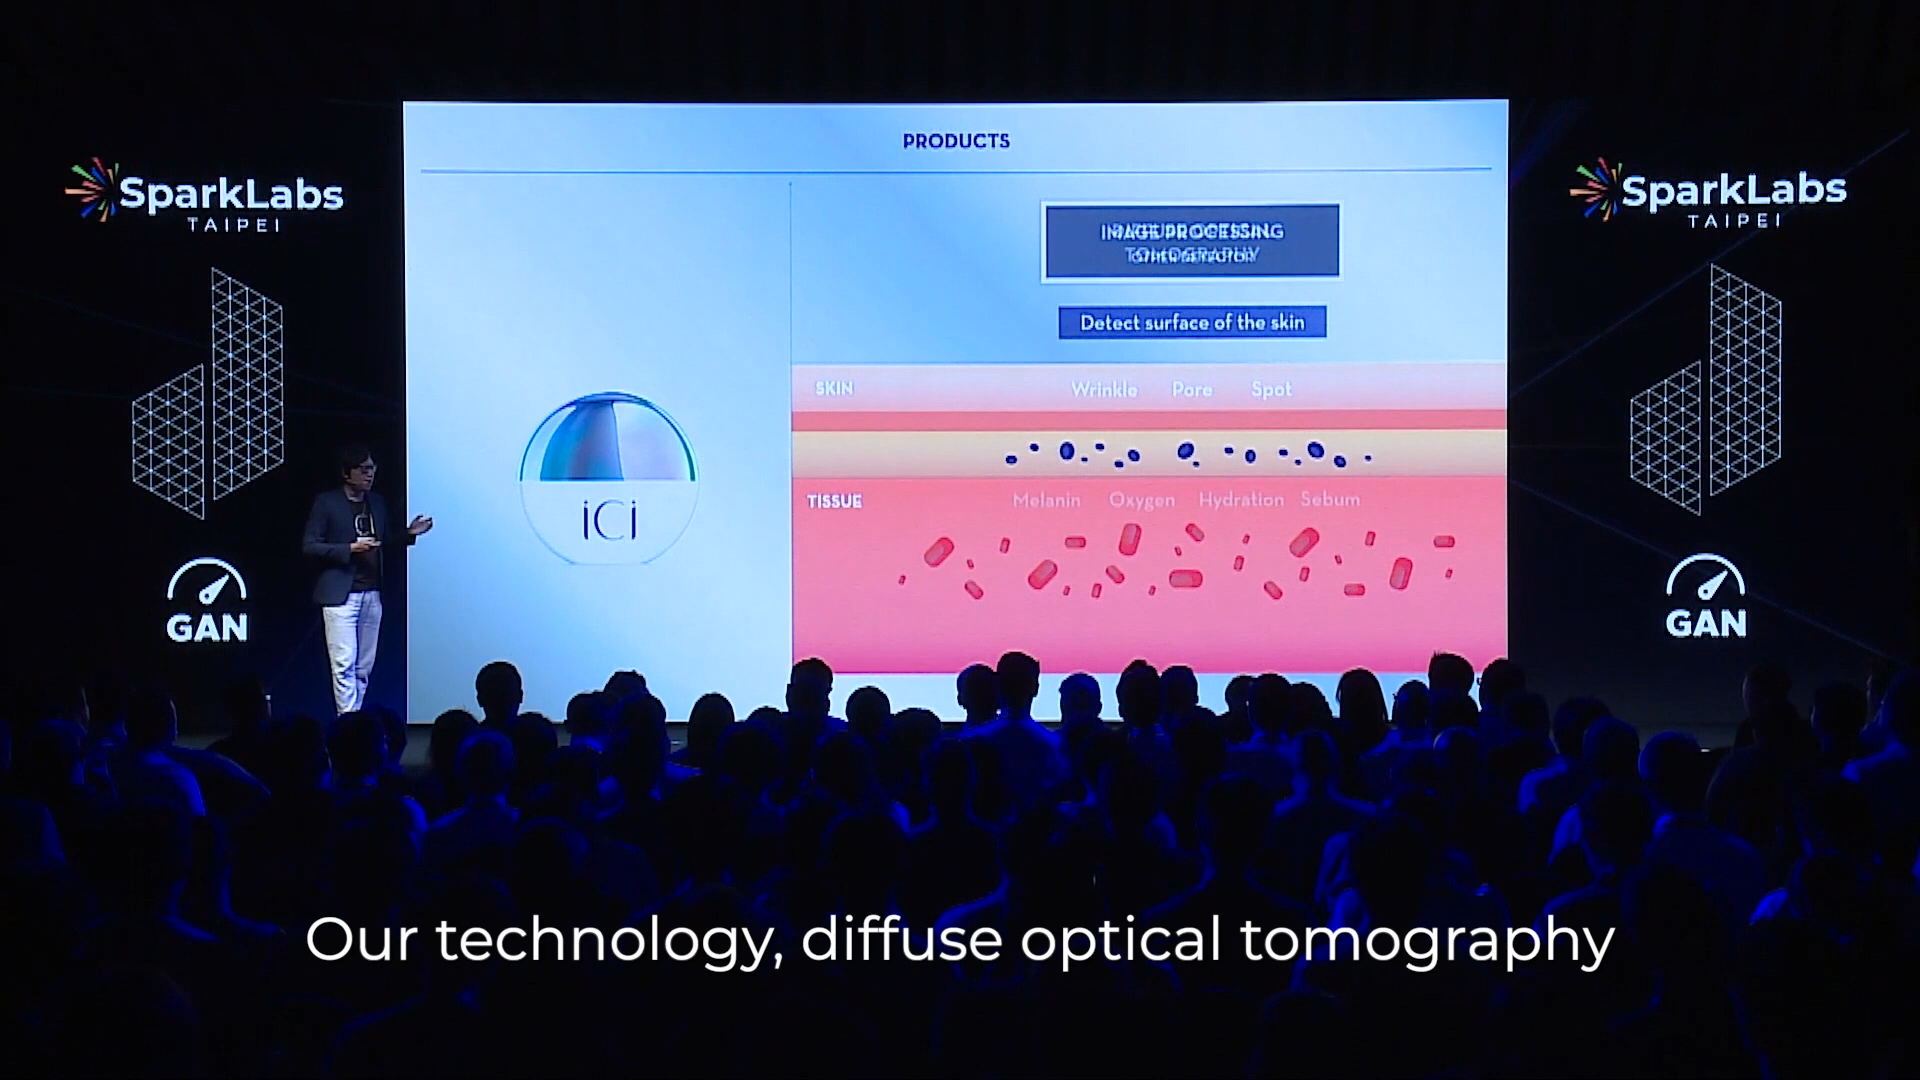 PRODUCTS
SparkLabs
TAIPEI
SparkLabs
TAIPEI
IMAGE PROCESSING
TOMOGRAPHY
Detect surface of the skin
SKIN
Wrinkle Pore Spot
TISSUE
Melanin Oxygen Hydration Sebum
iCi
GAN
GAN
Our technology, diffuse optical tomography